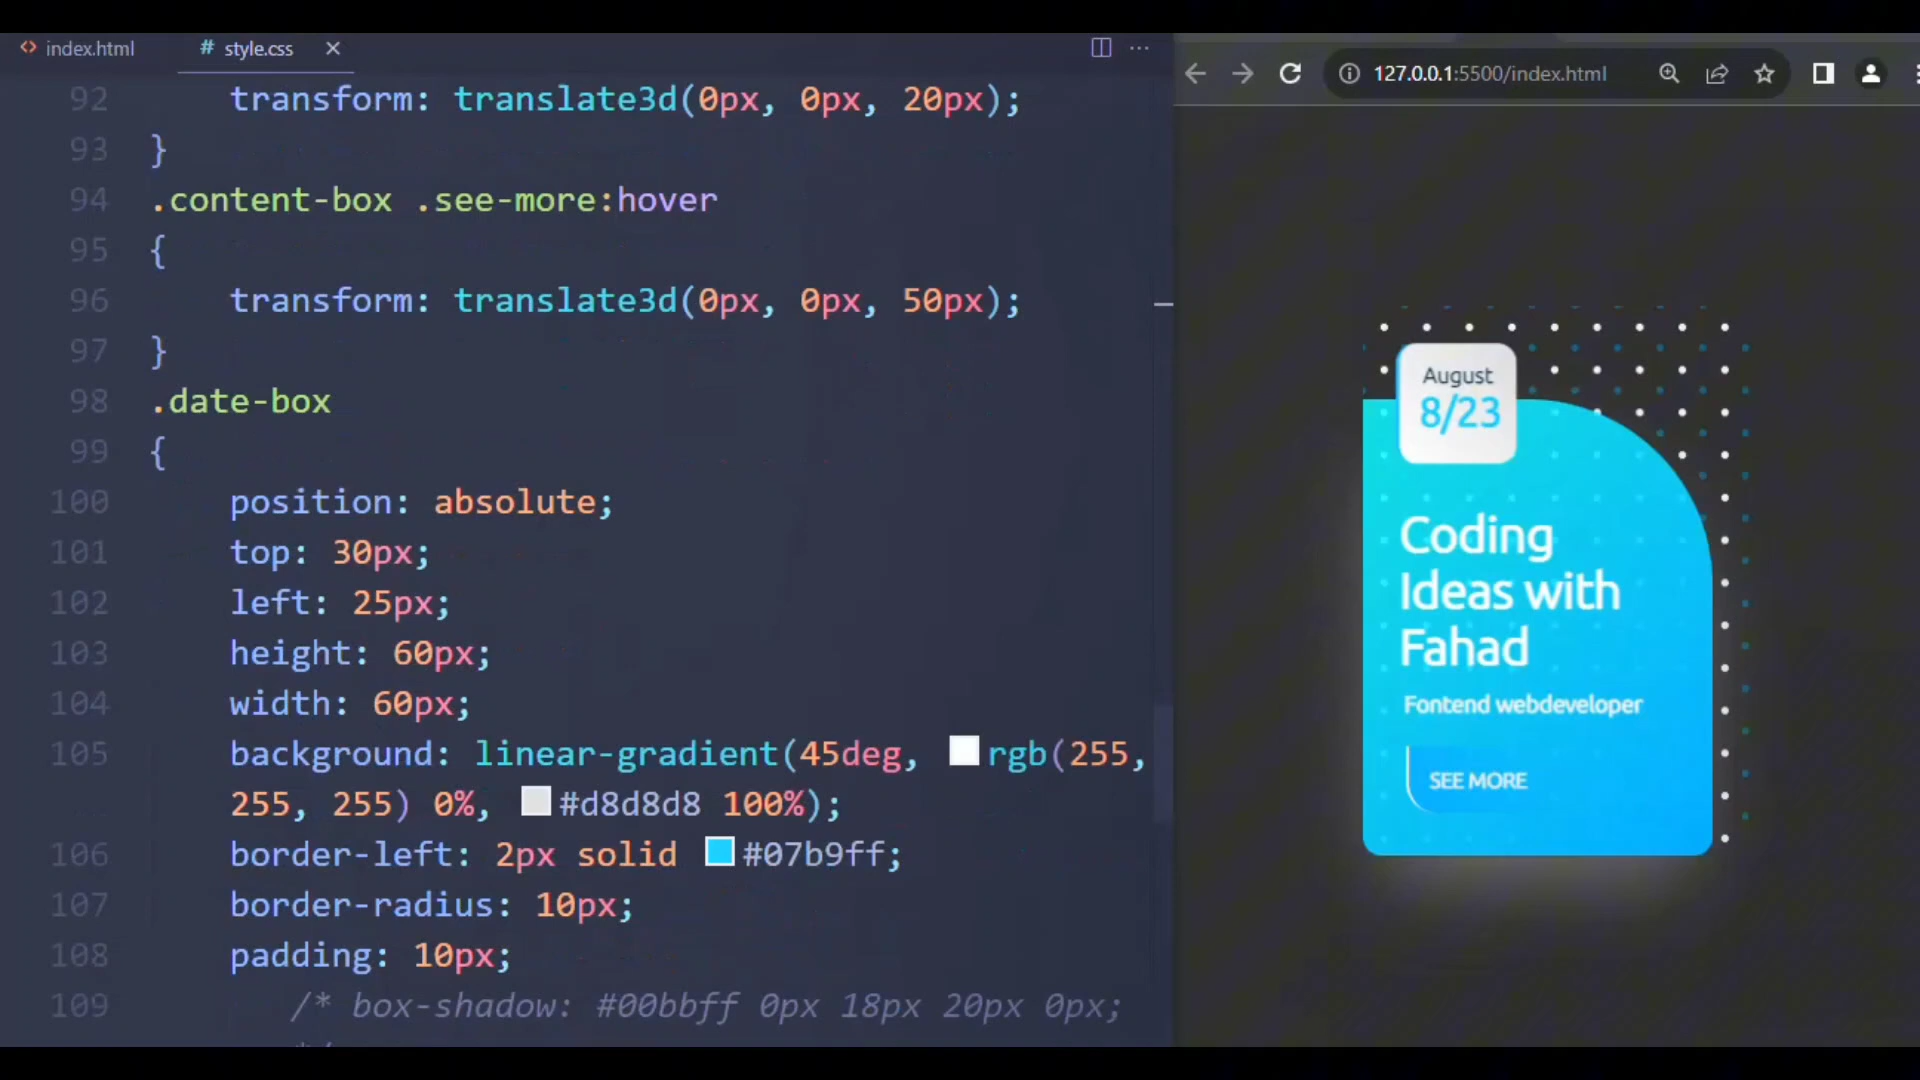 index.html
# style.css
92 transform: translate3d(0px, 0px, 20px);
93 }
94 .content-box .see-more:hover
95 {
96 transform: translate3d(0px, 0px, 50px);
97 }
98 .date-box
99 {
100 position: absolute;
101 top: 30px;
102 left: 25px;
103 height: 60px;
104 width: 60px;
105 background: linear-gradient(45deg, rgb(255,
255, 255) 0%, #d8d8d8 100%);
106 border-left: 2px solid #07b9ff;
107 border-radius: 10px;
108 padding: 10px;
109 /* box-shadow: #00bbff 0px 18px 20px 0px;
127.0.0.1:5500/index.html
August
8/23
Coding
Ideas with
Fahad
Fontend webdeveloper
SEE MORE